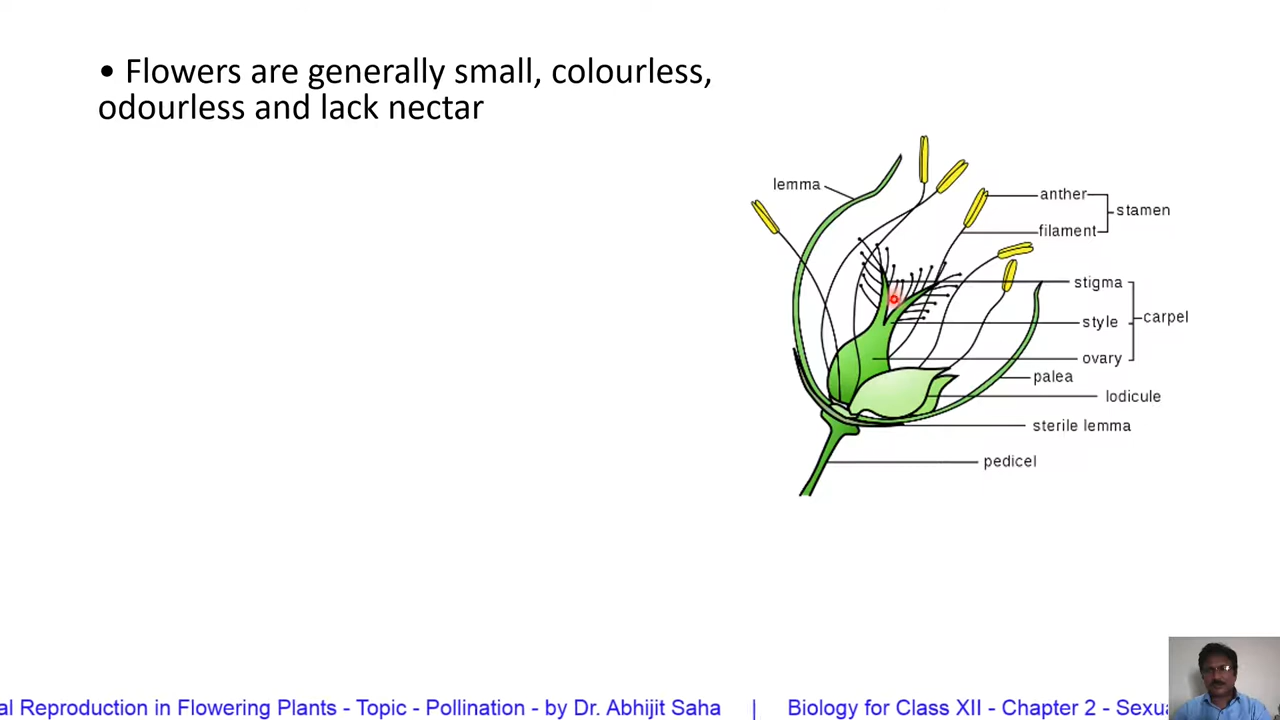 • Flowers are generally small, colourless,
odourless and lack nectar
lemma
anther
stamen
filament
stigma
style
carpel
ovary
palea
lodicule
sterile lemma
pedicel
al Reproduction in Flowering Plants - Topic - Pollination - by Dr. Abhijit Saha | Biology for Class XII - Chapter 2 - Sexua